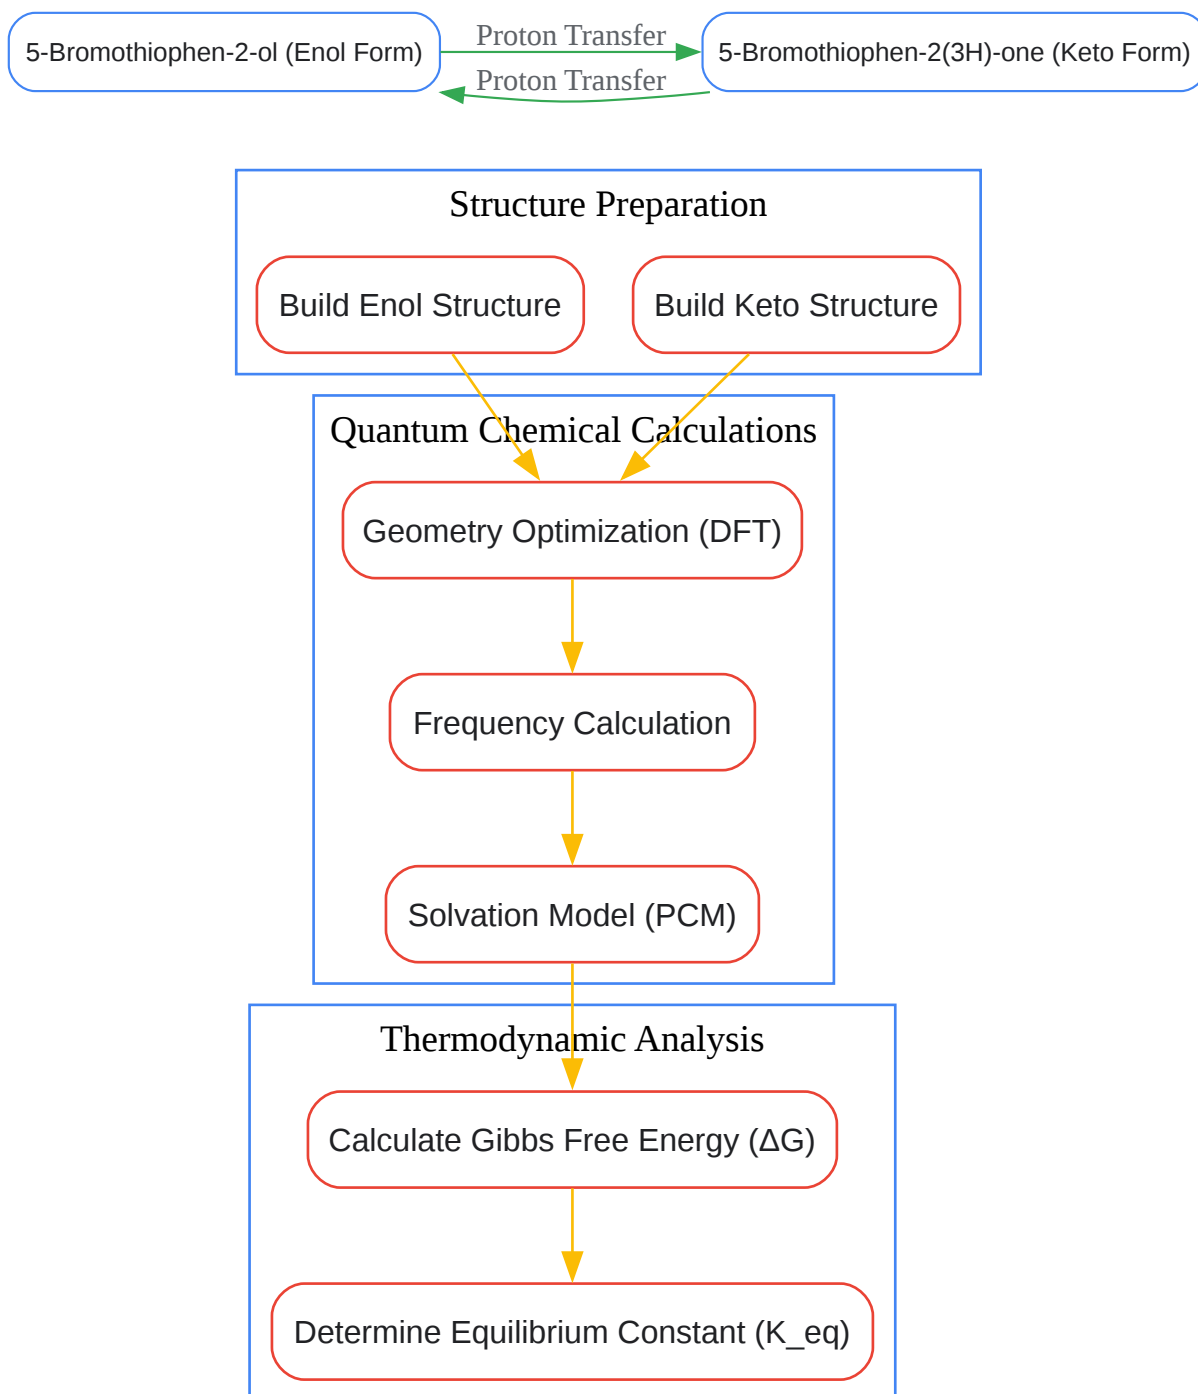 5-Bromothiophen-2-ol (Enol Form)
Proton Transfer
5-Bromothiophen-2(3H)-one (Keto Form)
Proton Transfer
Structure Preparation
Build Enol Structure
Build Keto Structure
Quantum Chemical Calculations
Geometry Optimization (DFT)
Frequency Calculation
Solvation Model (PCM)
Thermodynamic Analysis
Calculate Gibbs Free Energy (ΔG)
Determine Equilibrium Constant (K_eq)